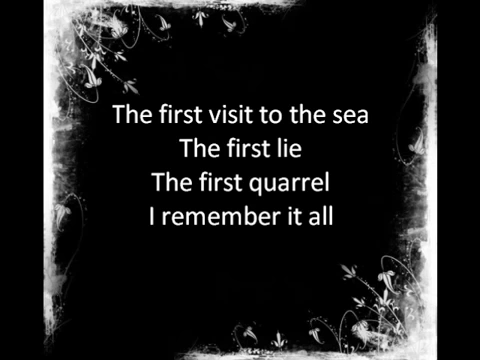 The first visit to the sea
The first lie
The first quarrel
I remember it all